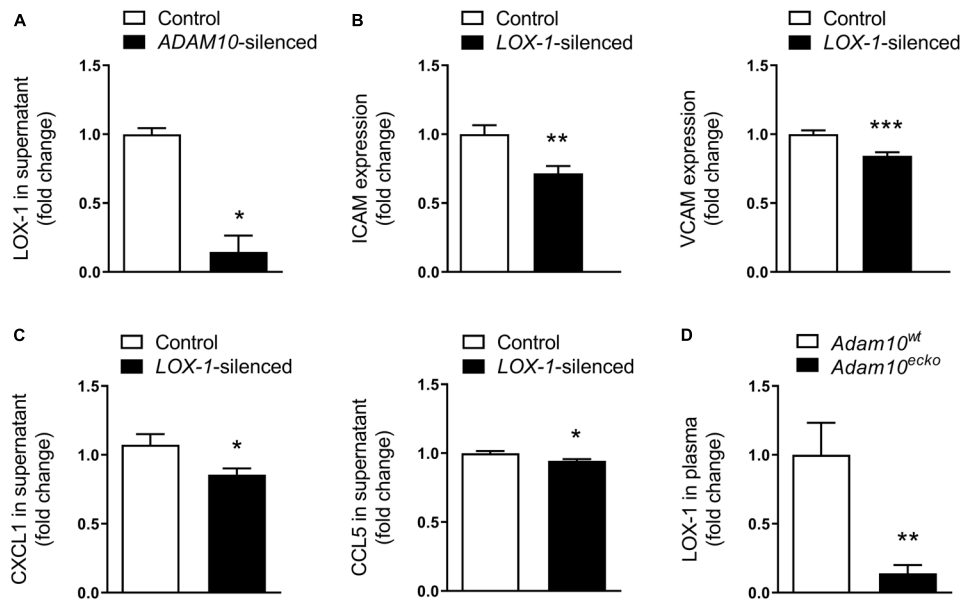 A
Control
ADAM10-silenced
LOX-1 in supernatant
(fold change)
1.5
1.0
0.5
0.0
*
B
Control
LOX-1-silenced
ICAM expression
(fold change)
1.5
1.0
0.5
0.0
**
Control
LOX-1-silenced
VCAM expression
(fold change)
1.5
1.0
0.5
0.0
***
C
Control
LOX-1-silenced
CXCL1 in supernatant
(fold change)
1.5
1.0
0.5
0.0
*
Control
LOX-1-silenced
CCL5 in supernatant
(fold change)
1.5
1.0
0.5
0.0
*
D
Adam10wt
Adam10ecko
LOX-1 in plasma
(fold change)
1.5
1.0
0.5
0.0
**